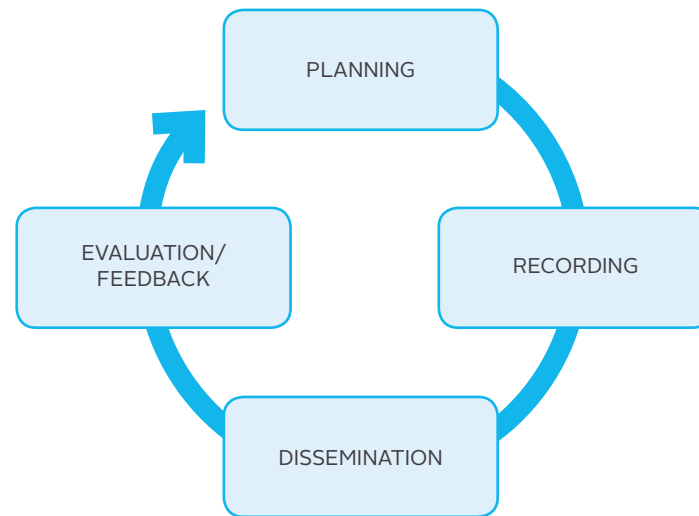 PLANNING
RECORDING
DISSEMINATION
EVALUATION/
FEEDBACK